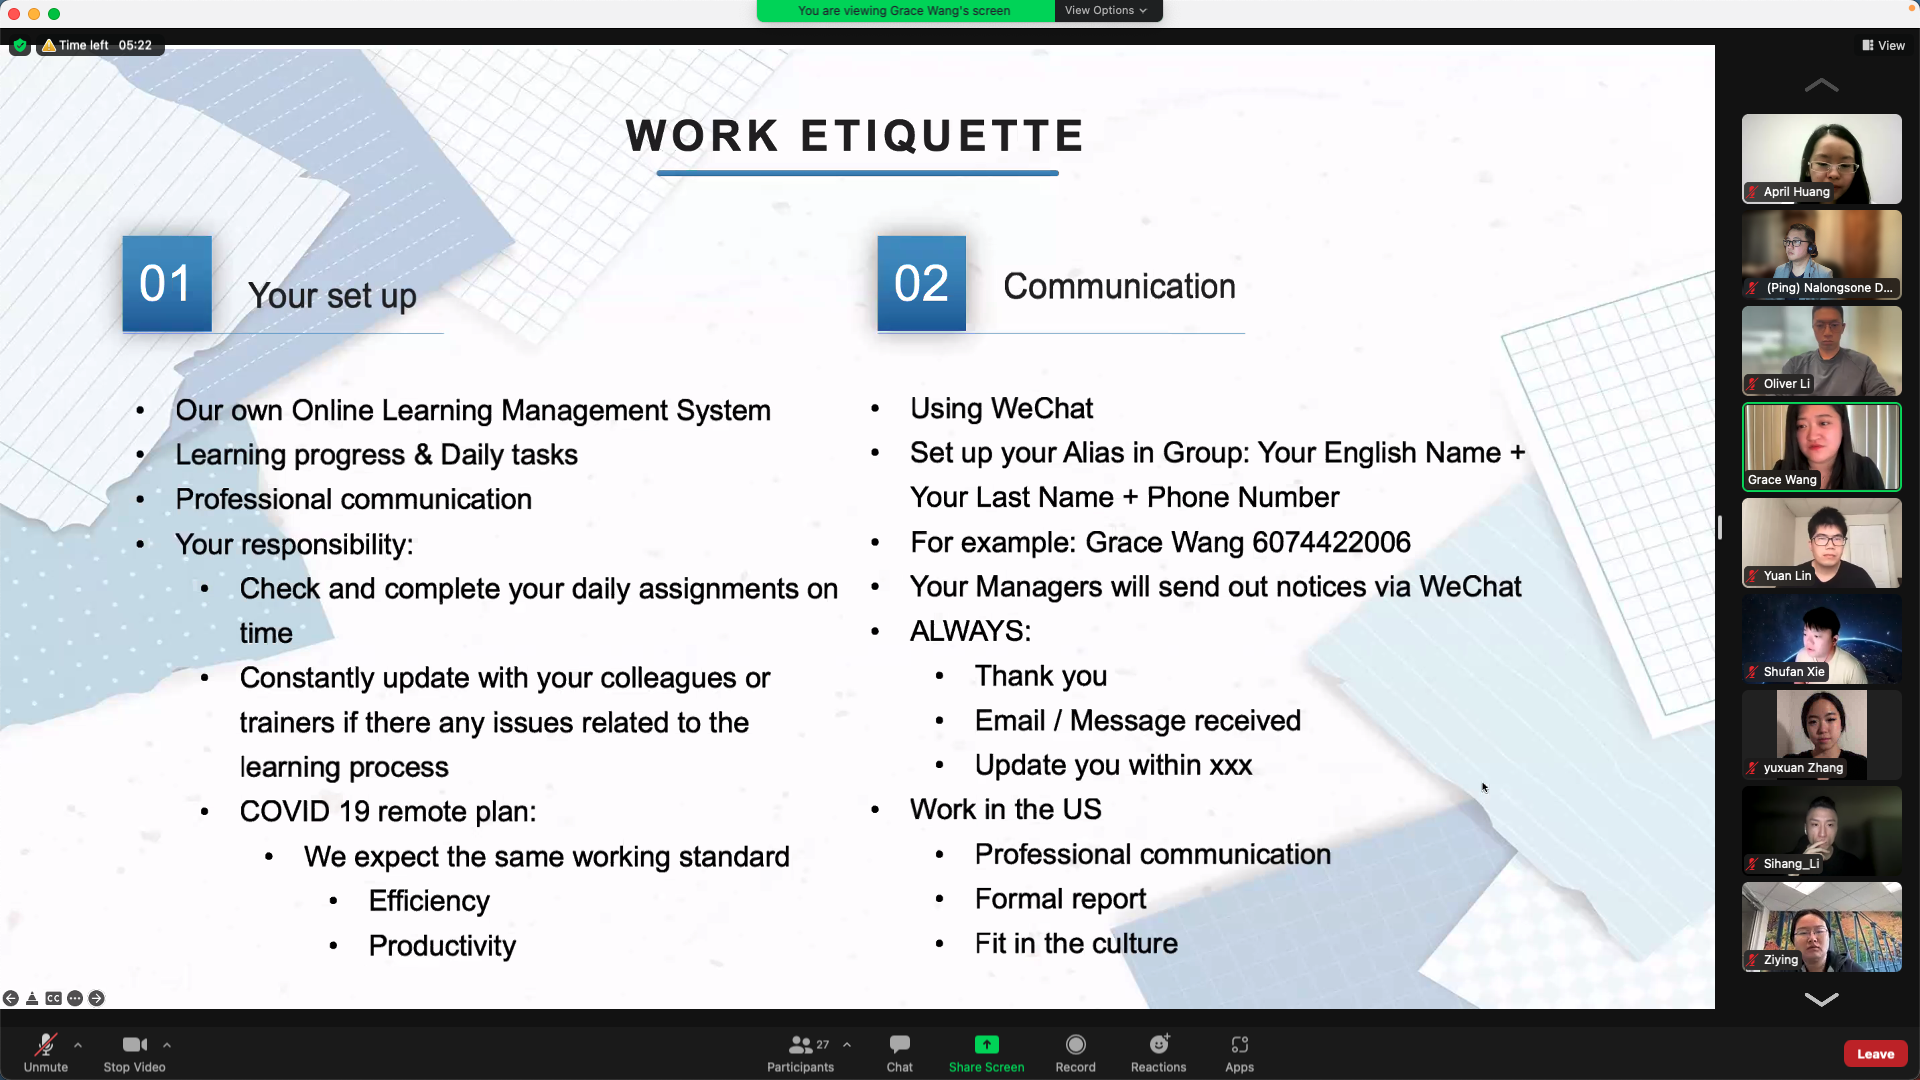 You are viewing Grace Wang's screen
View Options
Time left 05:22
View
WORK ETIQUETTE
01
Your set up
• Our own Online Learning Management System
• Learning progress & Daily tasks
• Professional communication
• Your responsibility:
• Check and complete your daily assignments on
time
• Constantly update with your colleagues or
trainers if there any issues related to the
learning process
• COVID 19 remote plan:
• We expect the same working standard
• Efficiency
• Productivity
02
Communication
• Using WeChat
• Set up your Alias in Group: Your English Name +
Your Last Name + Phone Number
• For example: Grace Wang 6074422006
• Your Managers will send out notices via WeChat
• ALWAYS:
• Thank you
• Email / Message received
• Update you within xxx
• Work in the US
• Professional communication
• Formal report
• Fit in the culture
April Huang
(Ping) Nalongsone D...
Oliver Li
Grace Wang
Yuan Lin
Shufan Xie
yuxuan Zhang
Sihang_Li
Ziying
CC
Unmute
Stop Video
27
Participants
Chat
Share Screen
Record
Reactions
Apps
Leave